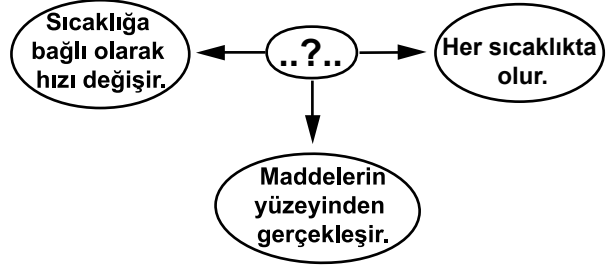 Sıcaklığa
bağlı olarak
hızı değişir.
..?..
Her sıcaklıkta
olur.
Maddelerin
yüzeyinden
gerçekleşir.